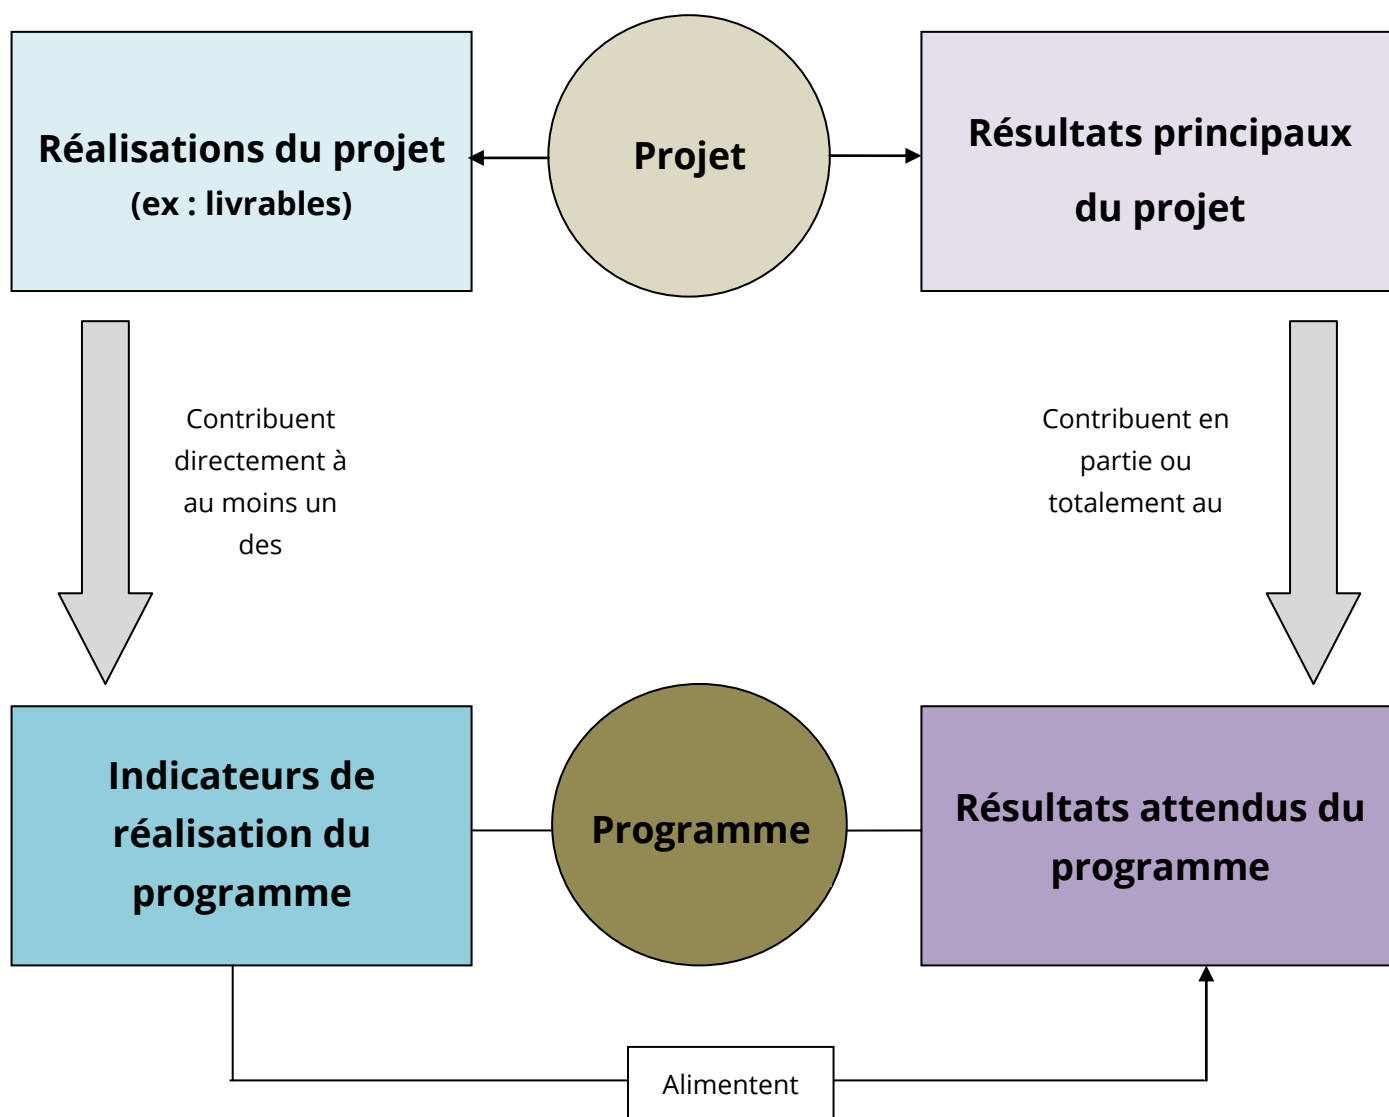 Réalisations du projet
(ex : livrables)
Projet
Résultats principaux
du projet
Contribuent
directement à
au moins un
des
Contribuent en
partie ou
totalement au
Indicateurs de
réalisation du
programme
Programme
Résultats attendus du
programme
Alimentent